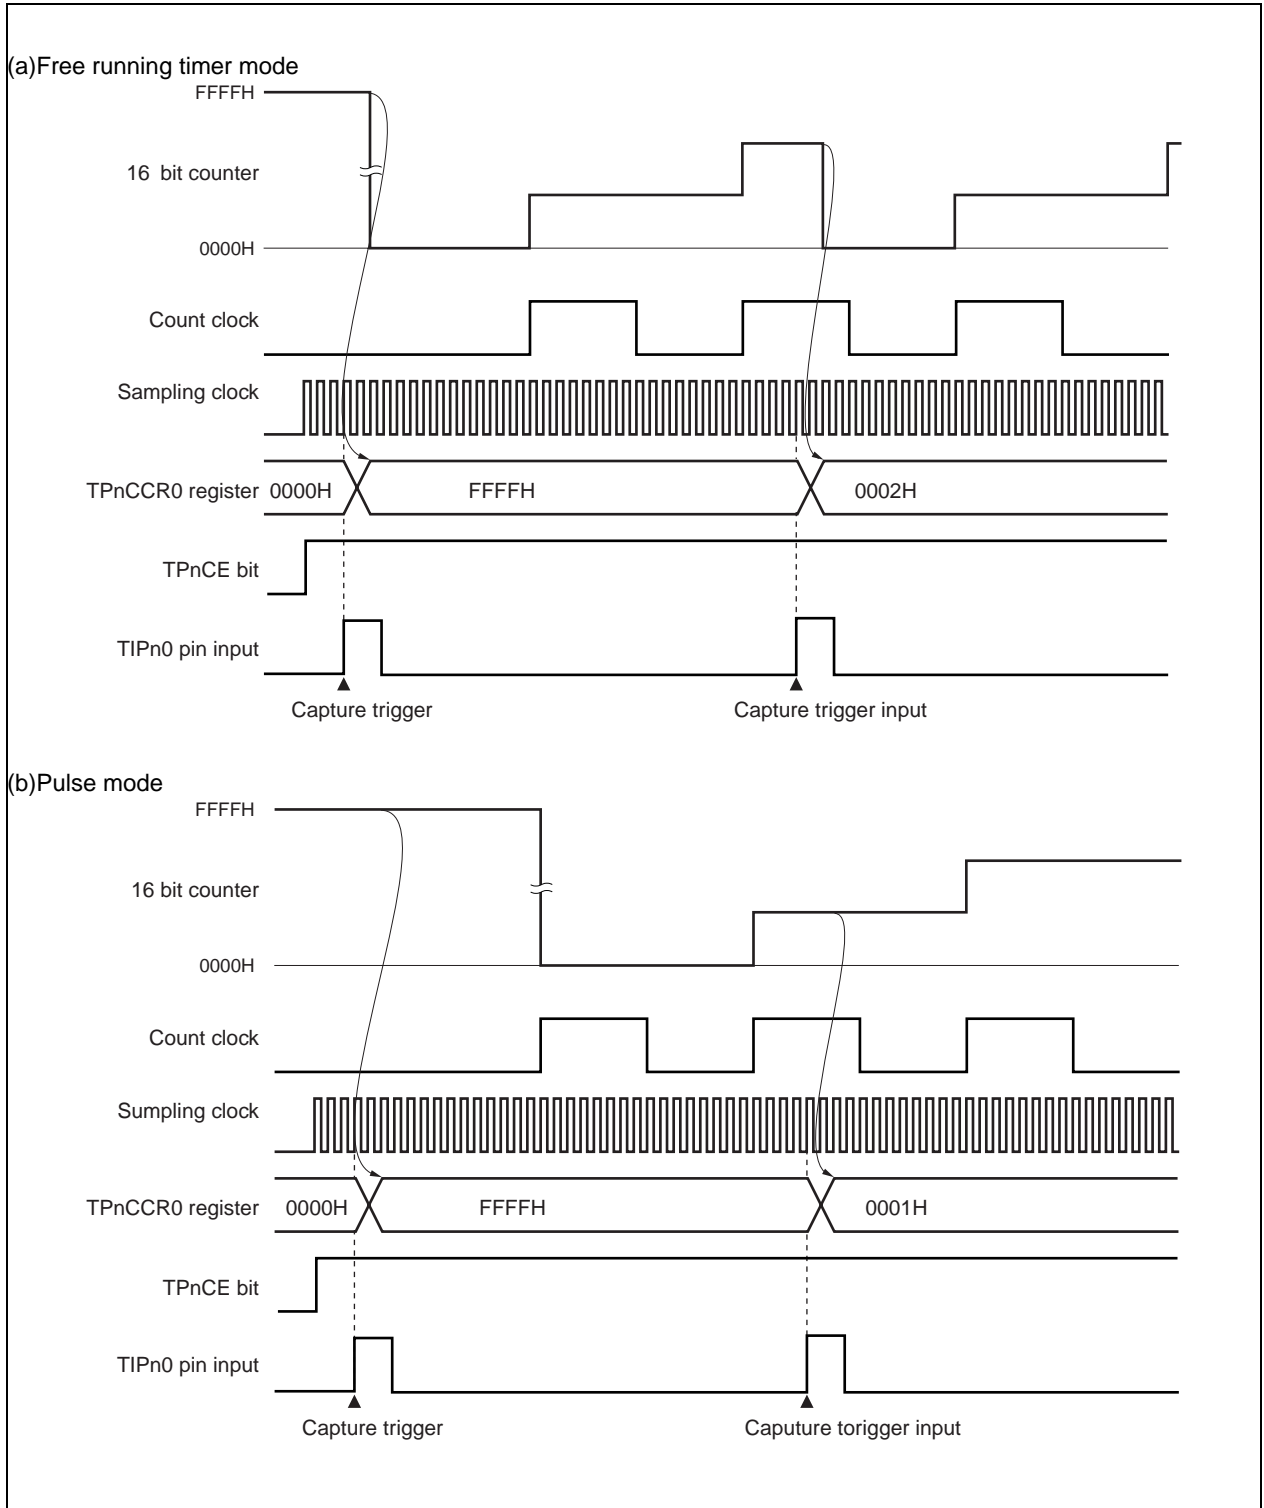 (a)Free running timer mode
FFFFH
16 bit counter
0000H
Count clock
Sampling clock
TPnCCR0 register 0000H FFFFH 0002H
TPnCE bit
TIPn0 pin input
Capture trigger Capture trigger input
(b)Pulse mode
FFFFH
16 bit counter
0000H
Count clock
Sumpling clock
TPnCCR0 register 0000H FFFFH 0001H
TPnCE bit
TIPn0 pin input
Capture trigger Caputure torigger input